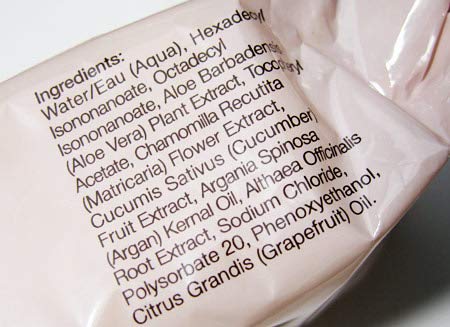 Ingredients:
Water/Eau (Aqua), Hexadecyl
Isononanoate, Octadecyl
Isononanoate, Aloe Barbadensis
(Aloe Vera) Plant Extract, Tocopheryl
Acetate, Chamomilla Recutita
(Matricaria) Flower Extract,
Cucumis Sativus (Cucumber)
Fruit Extract, Argania Spinosa
(Argan) Kernal Oil, Althaea Officinalis
Root Extract, Sodium Chloride,
Polysorbate 20, Phenoxyethanol,
Citrus Grandis (Grapefruit) Oil.